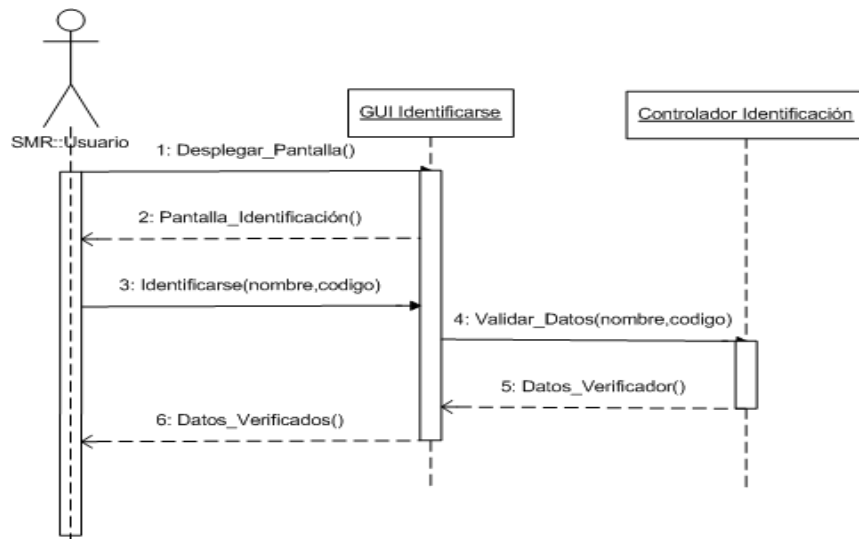 GUI Identificarse
Controlador Identificación
SMR::Usuario
1: Desplegar_Pantalla()
2: Pantalla_Identificación()
3: Identificarse(nombre,codigo)
4: Validar_Datos(nombre,codigo)
5: Datos_Verificador()
6: Datos_Verificados()